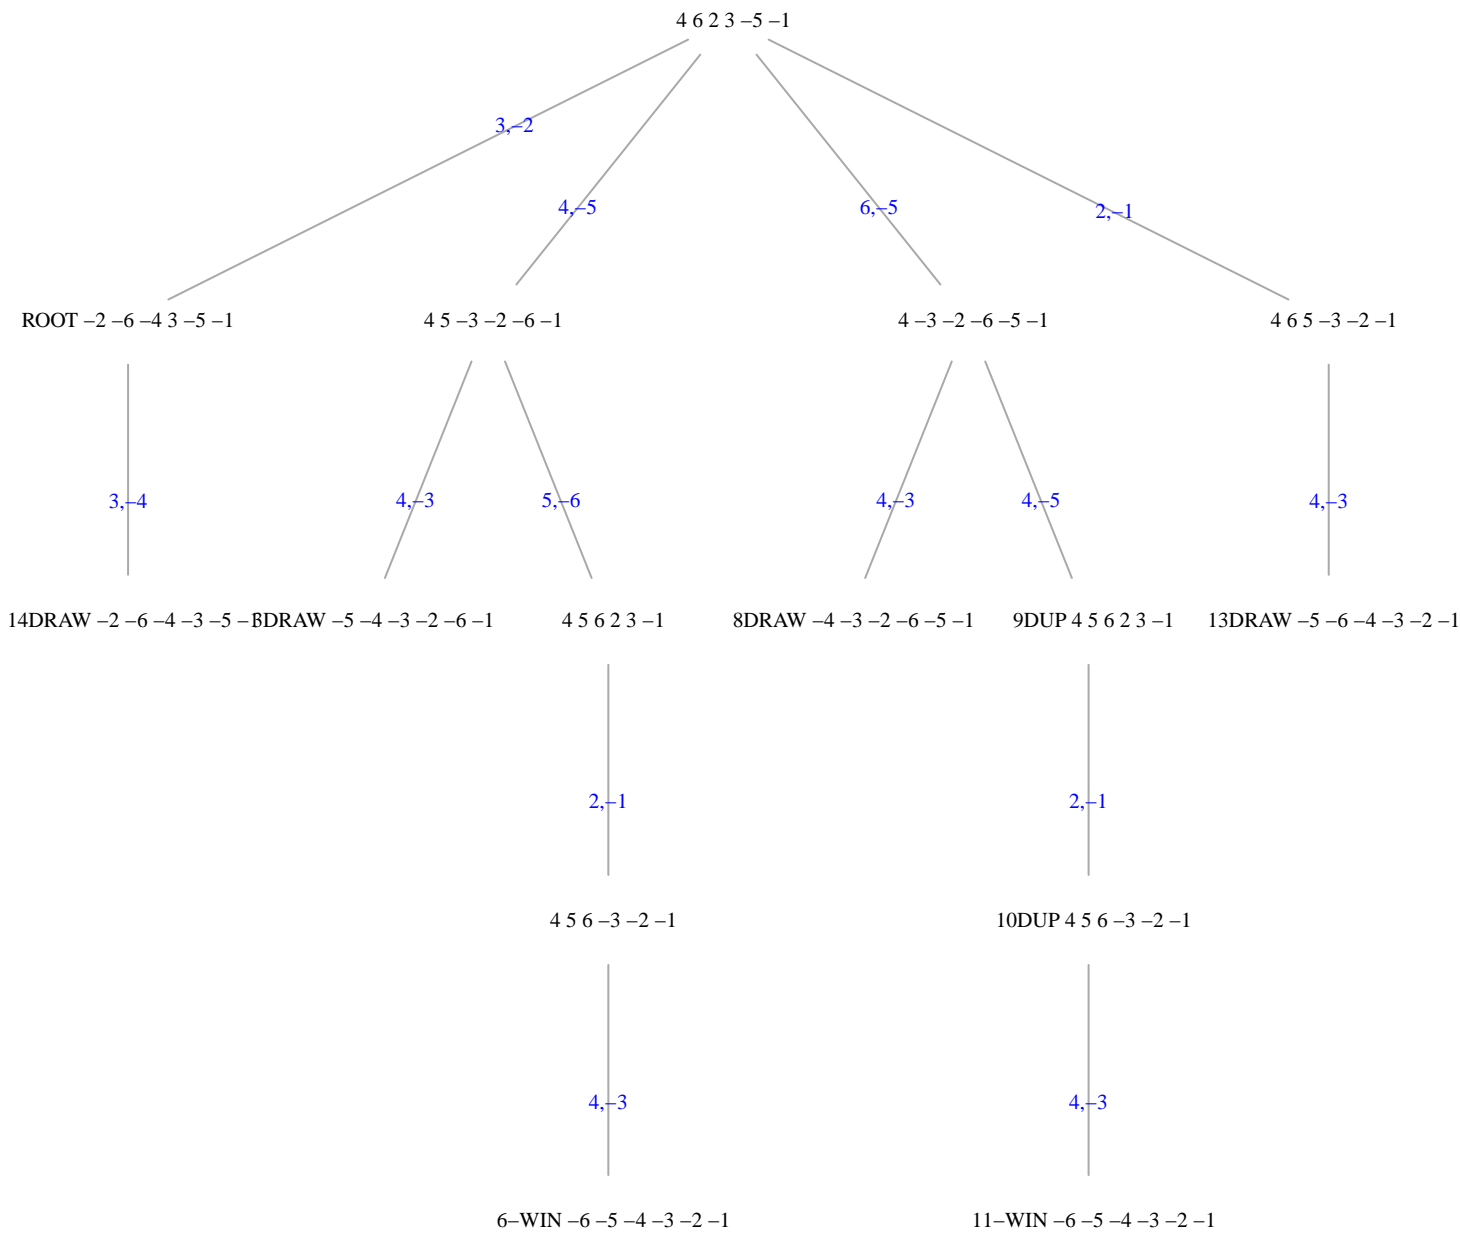 4 6 2 3 –5 –1
3,–2
4,–5
6,–5
2,–1
ROOT –2 –6 –4 3 –5 –1
4 5 –3 –2 –6 –1
4 –3 –2 –6 –5 –1
4 6 5 –3 –2 –1
3,–4
4,–3
5,–6
4,–3
4,–5
4,–3
14DRAW –2 –6 –4 –3 –5 –
DRAW –5 –4 –3 –2 –6 –1
4 5 6 2 3 –1
8DRAW –4 –3 –2 –6 –5 –1
9DUP 4 5 6 2 3 –1
13DRAW –5 –6 –4 –3 –2 –1
2,–1
2,–1
4 5 6 –3 –2 –1
10DUP 4 5 6 –3 –2 –1
4,–3
4,–3
6–WIN –6 –5 –4 –3 –2 –1
11–WIN –6 –5 –4 –3 –2 –1